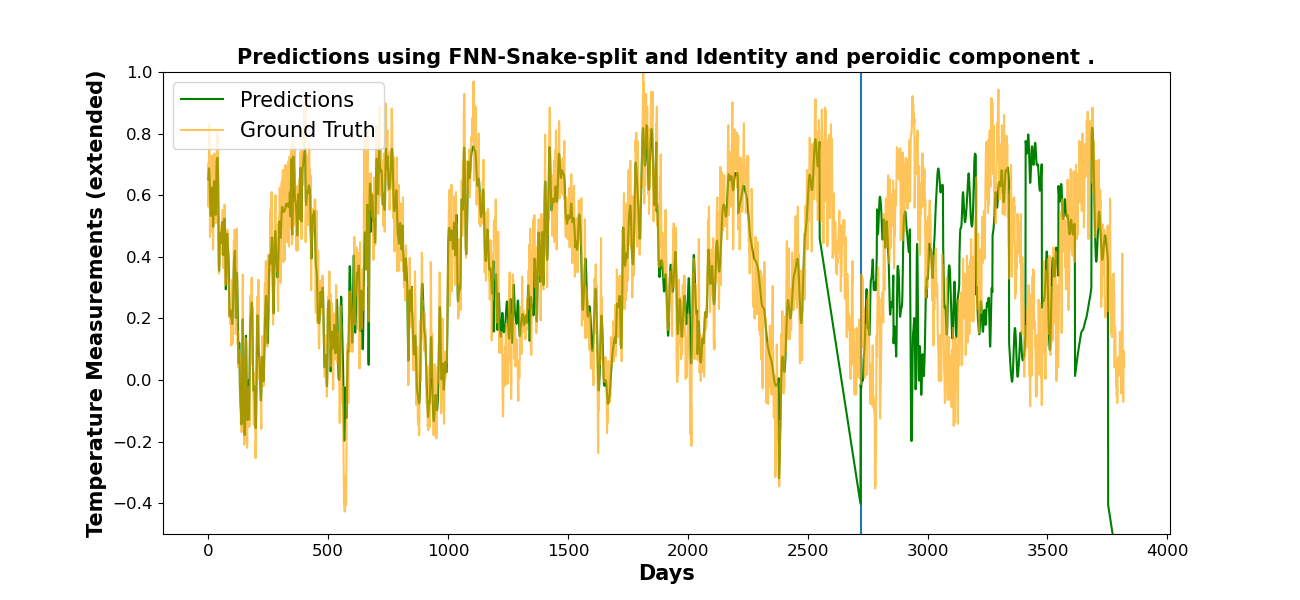 Predictions using FNN-Snake-split and Identity and peroidic component .
Temperature Measurements (extended)
1.0
0.8
0.6
0.4
0.2
0.0
−0.2
−0.4
Predictions
Ground Truth
0 500 1000 1500 2000 2500 3000 3500 4000
Days